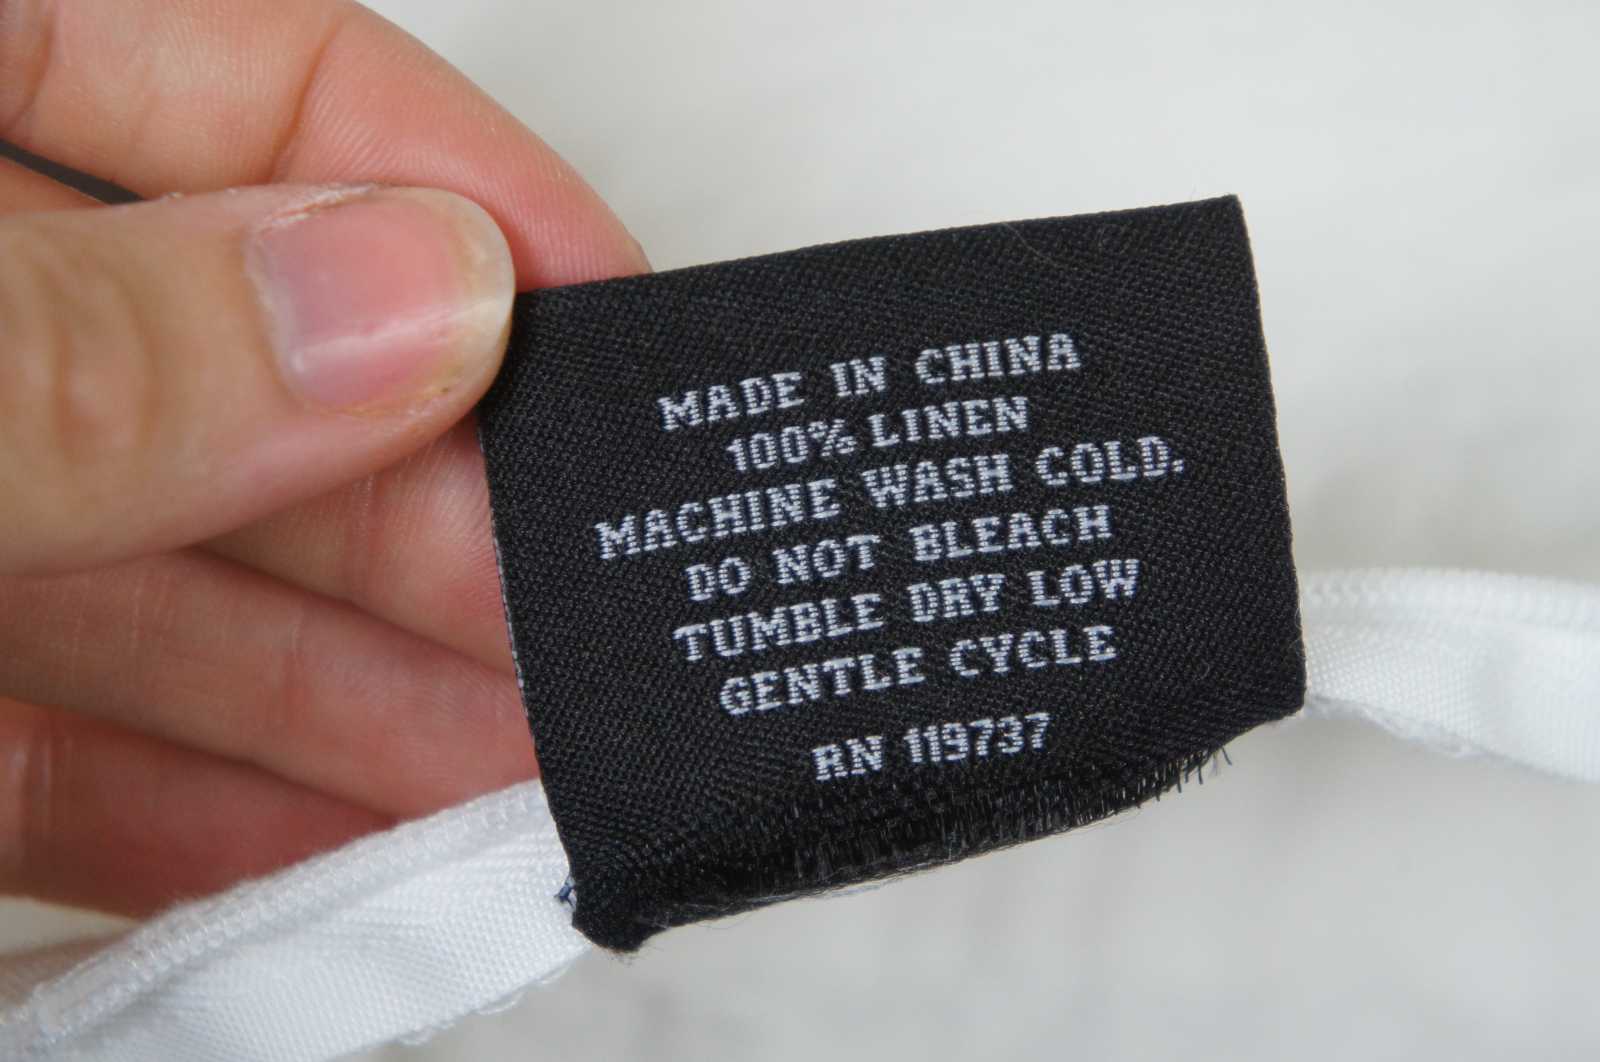 MADE IN CHINA
100% LINEN
MACHINE WASH COLD.
DO NOT BLEACH
TUMBLE DRY LOW
GENTLE CYCLE
RN 119737